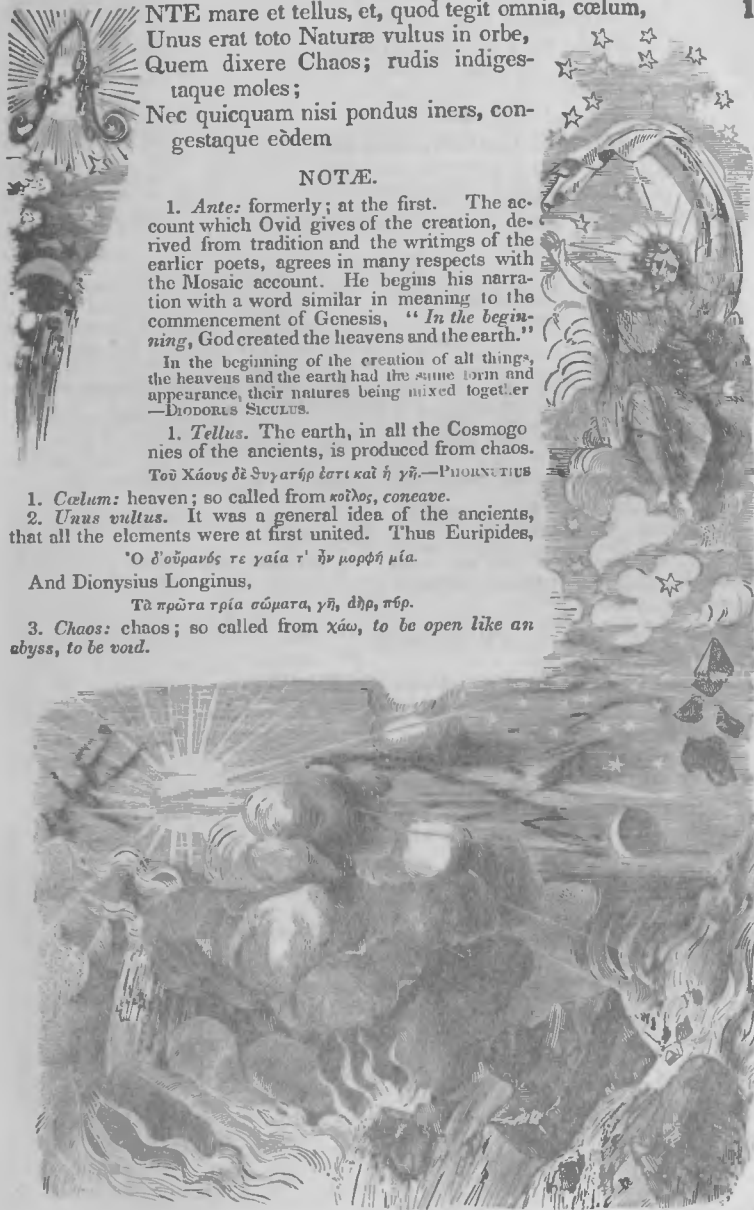 ANTE mare et tellus, et, quod tegit omnia, cœlum, 1
Unus erat toto Naturæ vultus in orbe,
Quem dixere Chaos; rudis indiges-
taque moles;
Nec quicquam nisi pondus iners, con-
gestaque eòdem
NOTÆ.
1. Ante: formerly; at the first. The ac-
count which Ovid gives of the creation, de-
rived from tradition and the writings of the
earlier poets, agrees in many respects with
the Mosaic account. He begins his narra-
tion with a word similar in meaning to the
commencement of Genesis, “In the begin-
ning, God created the heavens and the earth.”
In the beginning of the creation of all things,
the heavens and the earth had the same form and
appearance, their natures being mixed together
—DIODORUS SICULUS.
1. Tellus. The earth, in all the Cosmogo
nies of the ancients, is produced from chaos.
Τοῦ Χάους δὲ ϑυγατήρ ἐστι καὶ ἡ γῆ.—PHORNUTIUS
1. Cœlum: heaven; so called from κοῖλος, concave.
2. Unus vultus. It was a general idea of the ancients,
that all the elements were at first united. Thus Euripides,
Ὁ δ'οὐρανός τε γαία τ' ἦν μορφή μία.
And Dionysius Longinus,
Τὰ πρῶτα τρία σώματα, γῆ, ἀὴρ, πῦρ.
3. Chaos: chaos; so called from χάω, to be open like an
abyss, to be void.